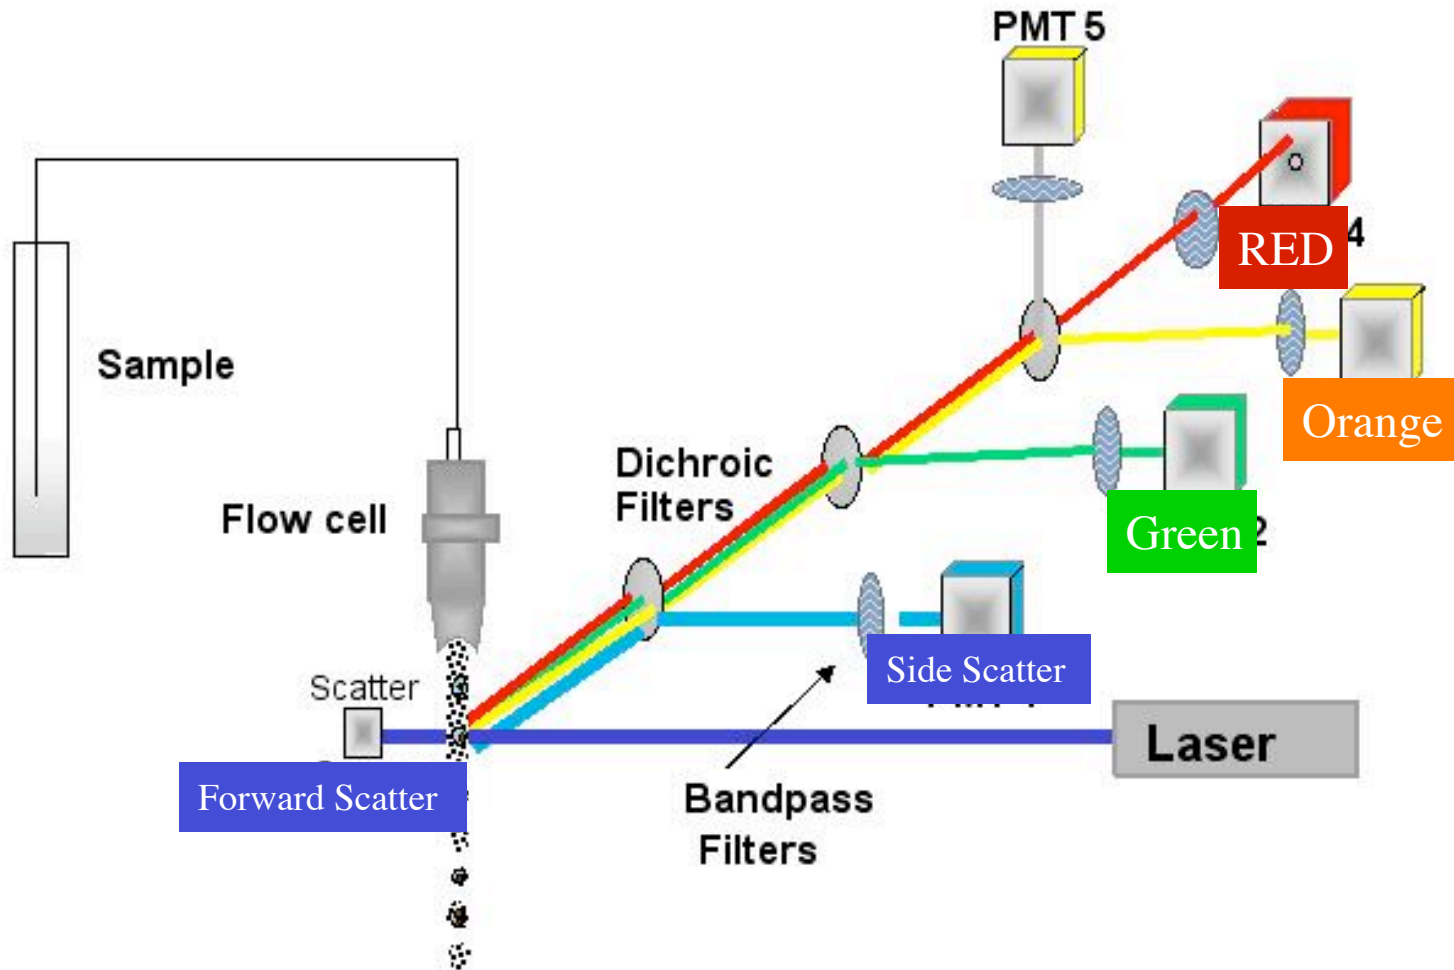 PMT 5
RED
4
Sample
Orange
Dichroic
Filters
Flow cell
Green
2
Side Scatter
Scatter
Laser
Forward Scatter
Bandpass
Filters